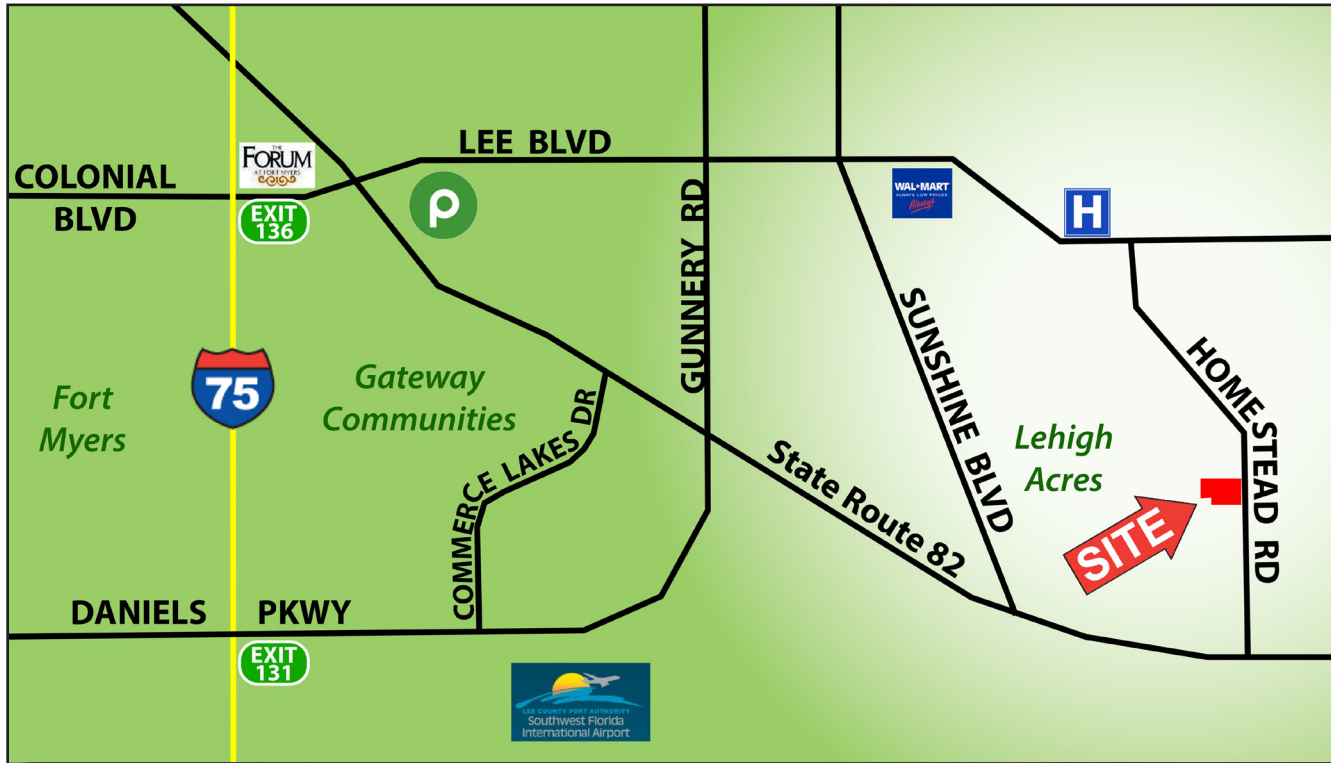 LEE BLVD
THE
FORUM
AT FORT MYERS
COLONIAL
BLVD
EXIT
136
p
WAL★MART
ALWAYS LOW PRICES.
Always
H
GUNNERY RD
SUNSHINE BLVD
HOMESTEAD RD
75
Fort
Myers
Gateway
Communities
COMMERCE LAKES DR
Lehigh
Acres
State Route 82
SITE
DANIELS PKWY
EXIT
131
LEE COUNTY PORT AUTHORITY
Southwest Florida
International Airport